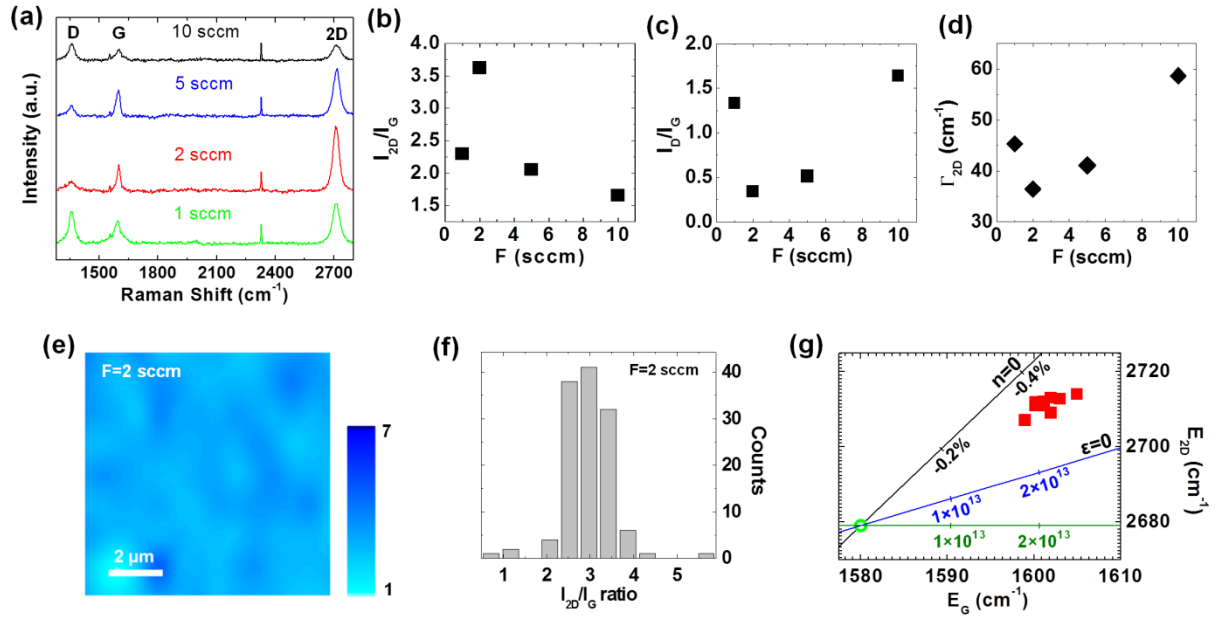 (a)
D
G
10 sccm
2D
5 sccm
2 sccm
1 sccm
Intensity (a.u.)
1500
1800
2100
2400
2700
Raman Shift (cm⁻¹)
(b)
4.0
3.5
3.0
2.5
2.0
1.5
I2D/IG
0
2
4
6
8
10
F (sccm)
(c)
2.0
1.5
1.0
0.5
0.0
ID/IG
0
2
4
6
8
10
F (sccm)
(d)
60
50
40
30
Γ2D (cm⁻¹)
0
2
4
6
8
10
F (sccm)
(e)
F=2 sccm
2 µm
7
1
(f)
F=2 sccm
40
30
20
10
0
Counts
1
2
3
4
5
I2D/IG ratio
(g)
n=0
-0.4%
-0.2%
ε=0
1×10¹³
2×10¹³
1×10¹³
2×10¹³
2720
2700
2680
E2D (cm⁻¹)
1580
1590
1600
1610
EG (cm⁻¹)